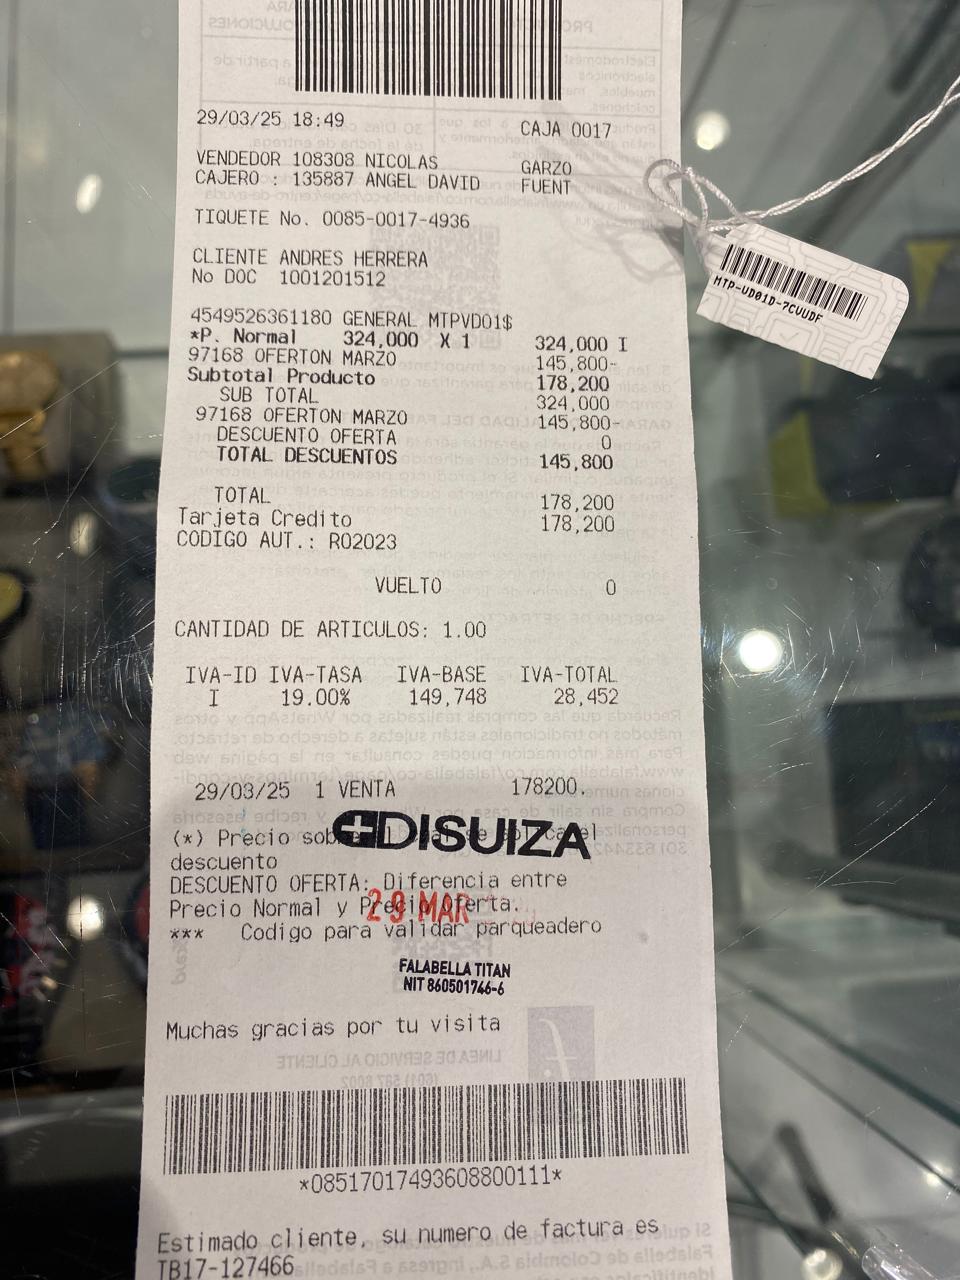 29/03/25 18:49 CAJA 0017
VENDEDOR 108308 NICOLAS GARZO
CAJERO : 135887 ANGEL DAVID FUENT
TIQUETE No. 0085-0017-4936
CLIENTE ANDRES HERRERA
No DOC 1001201512
4549526361180 GENERAL MTPVD01$
*P. Normal 324,000 X 1 324,000 I
97168 OFERTON MARZO 145,800-
Subtotal Producto 178,200
SUB TOTAL 324,000
97168 OFERTON MARZO 145,800-
DESCUENTO OFERTA 0
TOTAL DESCUENTOS 145,800
TOTAL 178,200
Tarjeta Credito 178,200
CODIGO AUT.: R02023
VUELTO 0
CANTIDAD DE ARTICULOS: 1.00
IVA-ID IVA-TASA IVA-BASE IVA-TOTAL
I 19.00% 149,748 28,452
29/03/25 1 VENTA 178200.
DISUIZA
(*) Precio sobre el
descuento
DESCUENTO OFERTA: Diferencia entre
Precio Normal y Precio Oferta.
29 MAR
*** Codigo para validar parqueadero
FALABELLA TITAN
NIT 860501746-6
Muchas gracias por tu visita
*08517017493608800111*
Estimado cliente, su numero de factura es
TB17-127466
MTP-VD01D-7CVUDF